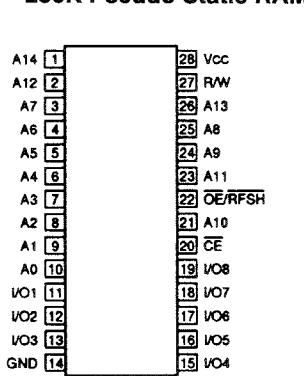 Static RAM
A14 1 28 Vcc
A12 2 27 R/W
A7 3 26 A13
A6 4 25 A8
A5 5 24 A9
A4 6 23 A11
A3 7 22 OE/RFSH
A2 8 21 A10
A1 9 20 CE
A0 10 19 I/O8
I/O1 11 18 I/O7
I/O2 12 17 I/O6
I/O3 13 16 I/O5
GND 14 15 I/O4